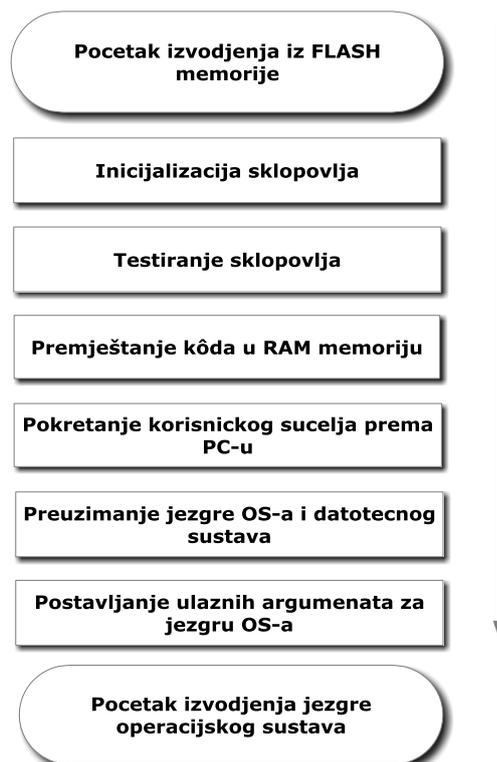 Pocetak izvodjenja iz FLASH
memorije
Inicijalizacija sklopovlja
Testiranje sklopovlja
Premještanje kôda u RAM memoriju
Pokretanje korisnickog sucelja prema
PC-u
Preuzimanje jezgre OS-a i datotecnog
sustava
Postavljanje ulaznih argumenata za
jezgru OS-a
Pocetak izvodjenja jezgre
operacijskog sustava